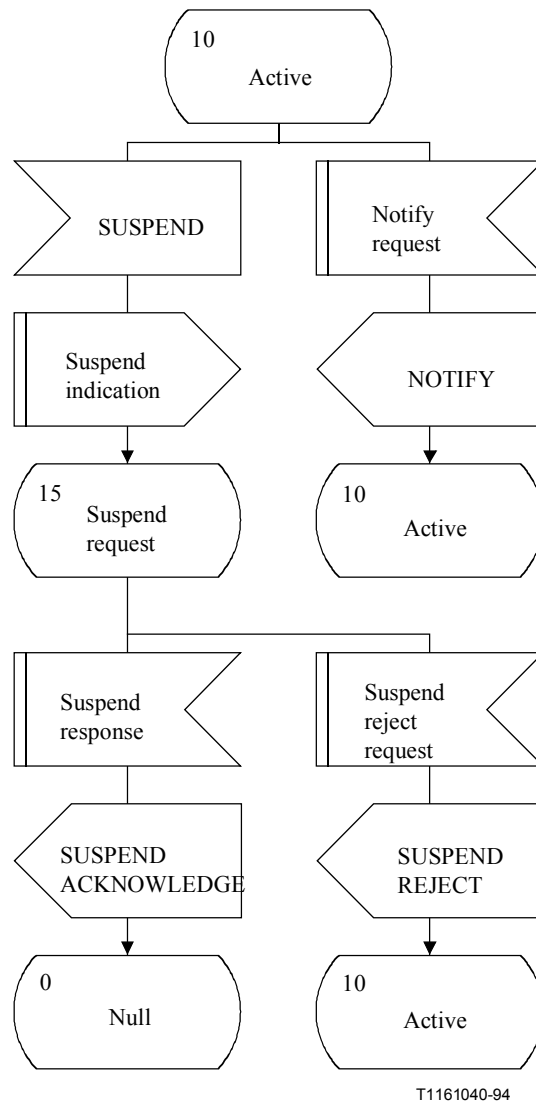 10
Active
SUSPEND
Notify
request
Suspend
indication
NOTIFY
15
Suspend
request
10
Active
Suspend
response
Suspend
reject
request
SUSPEND
ACKNOWLEDGE
SUSPEND
REJECT
0
Null
10
Active
T1161040-94